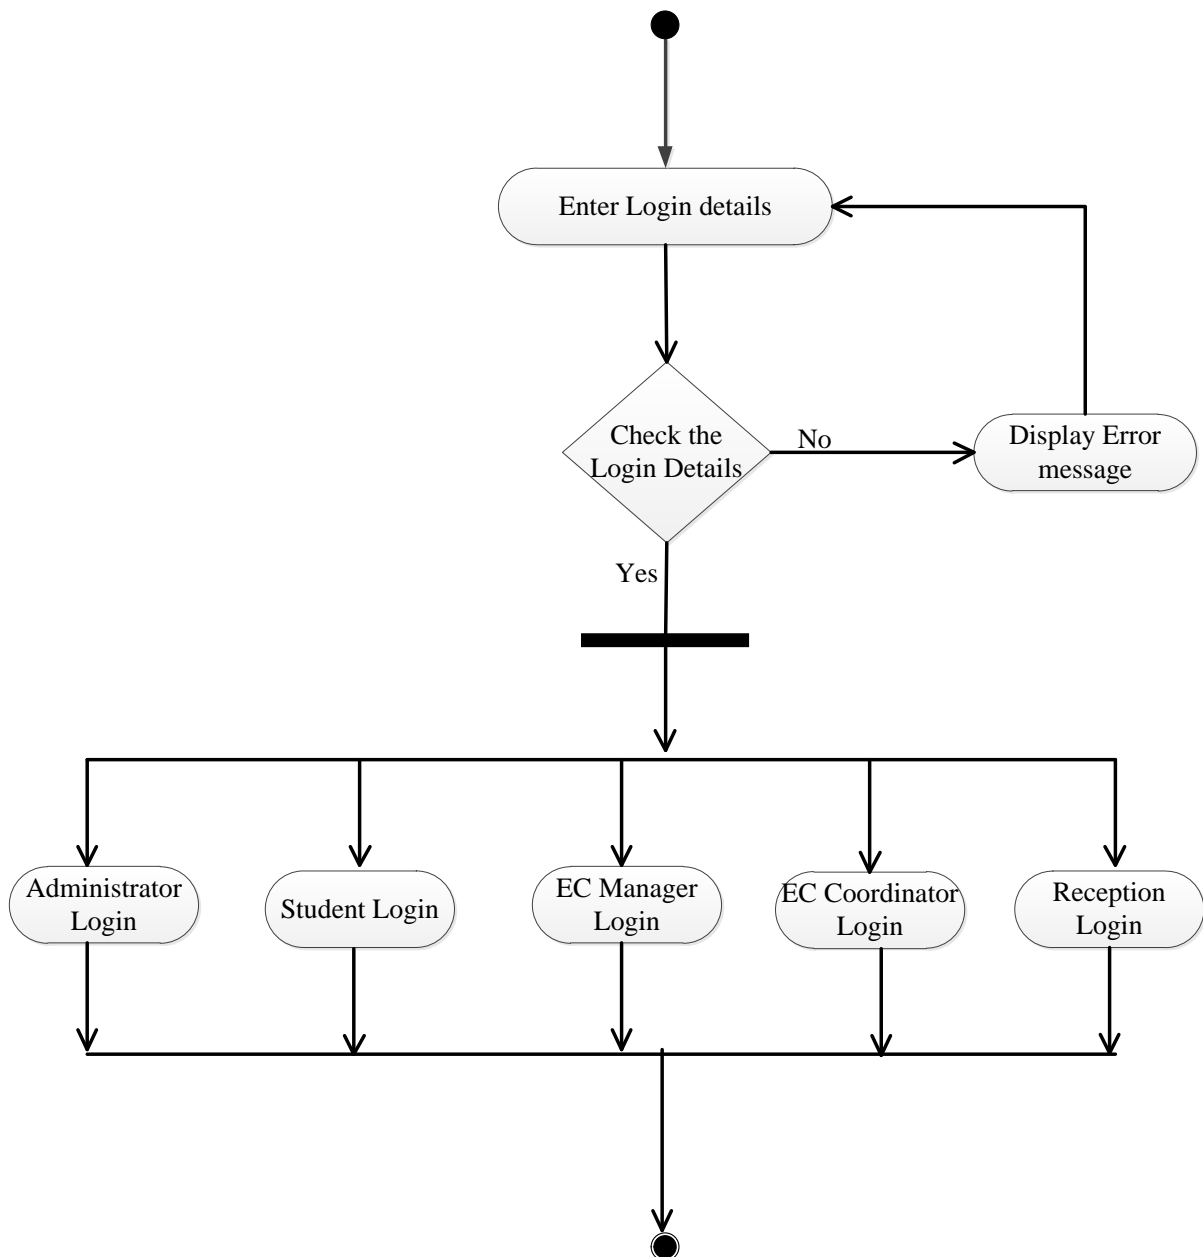 Enter Login details
Check the
Login Details
No
Display Error
message
Yes
Administrator
Login
Student Login
EC Manager
Login
EC Coordinator
Login
Reception
Login